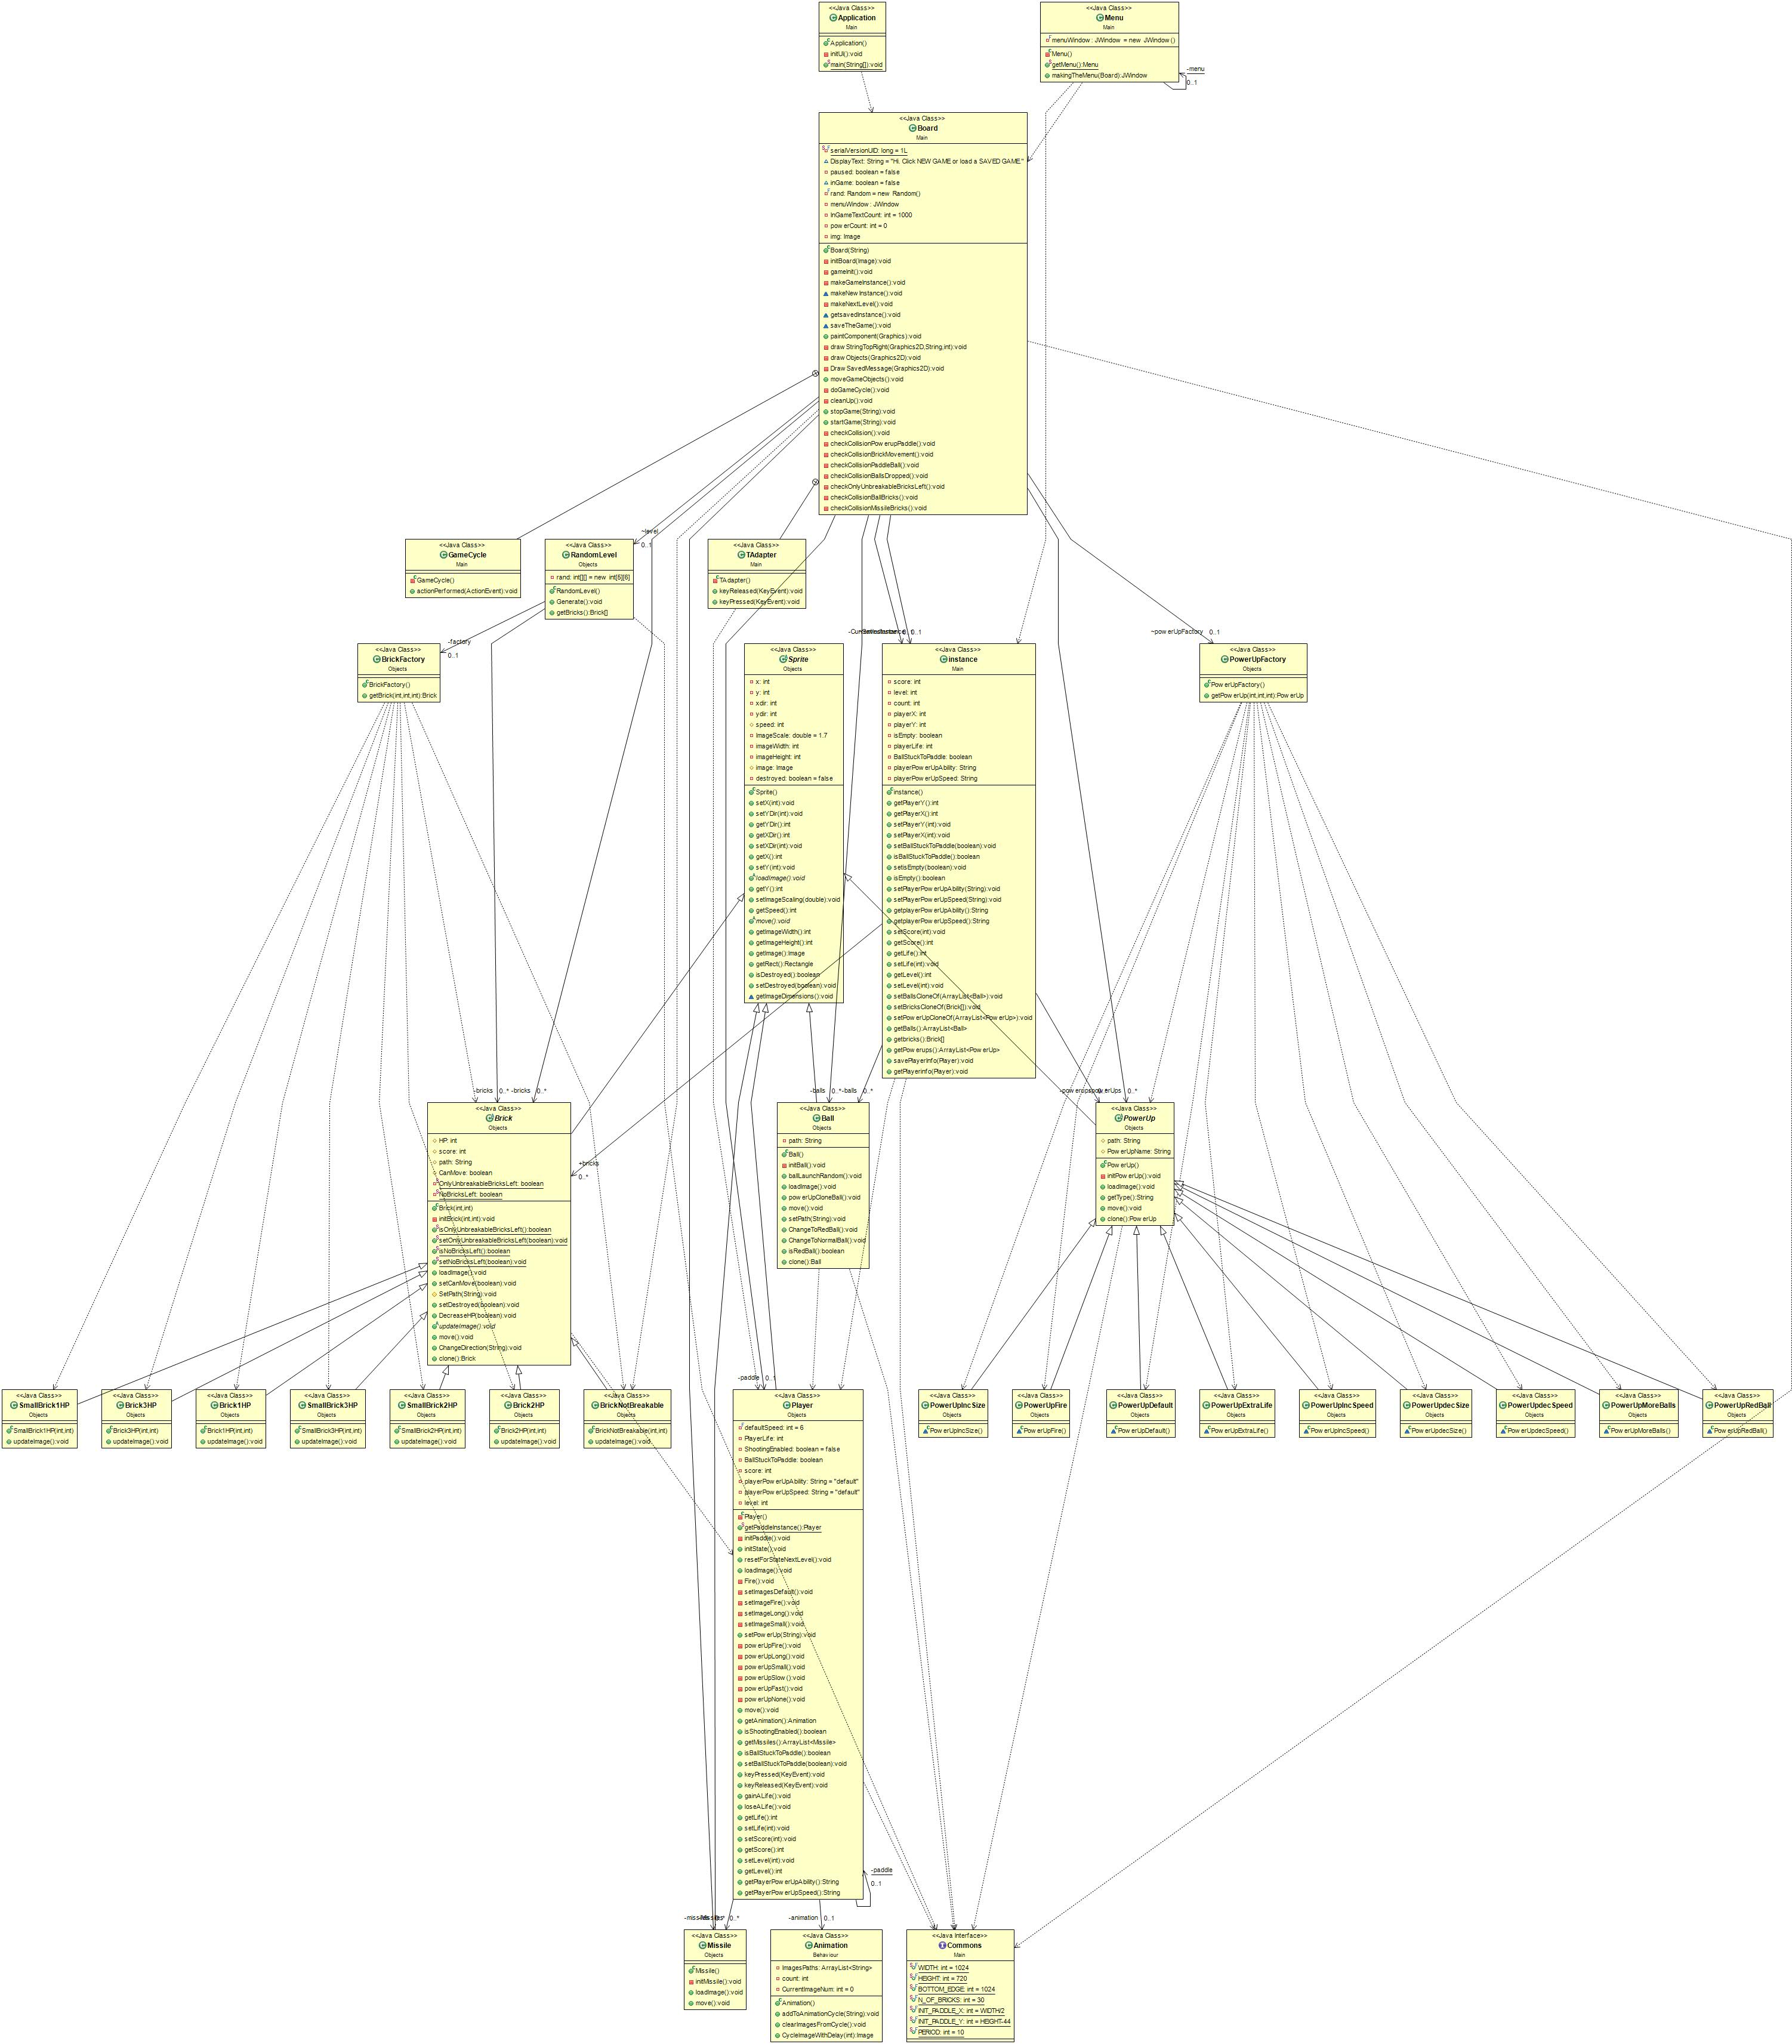 <<Java Class>>
Application
Main
Application()
initUI():void
main(String[]):void
<<Java Class>>
Menu
Main
menuWindow: JWindow = new JWindow()
Menu()
getMenu():Menu
makingTheMenu(Board):JWindow
-menu
0..1
<<Java Class>>
Board
Main
serialVersionUID: long = 1L
DisplayText: String = "Hi. Click NEW GAME or load a SAVED GAME."
paused: boolean = false
inGame: boolean = false
rand: Random = new Random()
menuWindow: JWindow
InGameTextCount: int = 1000
powerCount: int = 0
img: Image
Board(String)
initBoard(Image):void
gameInit():void
makeGameInstance():void
makeNewInstance():void
makeNextLevel():void
getsavedInstance():void
saveTheGame():void
paintComponent(Graphics):void
drawStringTopRight(Graphics2D,String,int):void
drawObjects(Graphics2D):void
DrawSavedMessage(Graphics2D):void
moveGameObjects():void
doGameCycle():void
cleanUp():void
stopGame(String):void
startGame(String):void
checkCollision():void
checkCollisionPowerupPaddle():void
checkCollisionBrickMovement():void
checkCollisionPaddleBall():void
checkCollisionBallsDropped():void
checkOnlyUnbreakableBricksLeft():void
checkCollisionBallBricks():void
checkCollisionMissileBricks():void
<<Java Class>>
GameCycle
Main
GameCycle()
actionPerformed(ActionEvent):void
~level
0..1
<<Java Class>>
RandomLevel
Objects
rand: int[][] = new int[5][6]
RandomLevel()
Generate():void
getBricks():Brick[]
<<Java Class>>
TAdapter
Main
TAdapter()
keyReleased(KeyEvent):void
keyPressed(KeyEvent):void
-factory
0..1
<<Java Class>>
BrickFactory
Objects
BrickFactory()
getBrick(int,int,int):Brick
<<Java Class>>
Sprite
Objects
x: int
y: int
xdir: int
ydir: int
speed: int
ImageScale: double = 1.7
imageWidth: int
imageHeight: int
image: Image
destroyed: boolean = false
Sprite()
setX(int):void
setYDir(int):void
getYDir():int
getXDir():int
setXDir(int):void
getX():int
setY(int):void
loadImage():void
getY():int
setImageScaling(double):void
getSpeed():int
move():void
getImageWidth():int
getImageHeight():int
getImage():Image
getRect():Rectangle
isDestroyed():boolean
setDestroyed(boolean):void
getImageDimensions():void
0..1
<<Java Class>>
instance
Main
score: int
level: int
count: int
playerX: int
playerY: int
isEmpty: boolean
playerLife: int
BallStuckToPaddle: boolean
playerPowerUpAbility: String
playerPowerUpSpeed: String
instance()
getPlayerY():int
getPlayerX():int
setPlayerY(int):void
setPlayerX(int):void
setBallStuckToPaddle(boolean):void
isBallStuckToPaddle():boolean
setisEmpty(boolean):void
isEmpty():boolean
setPlayerPowerUpAbility(String):void
setPlayerPowerUpSpeed(String):void
getplayerPowerUpAbility():String
getplayerPowerUpSpeed():String
setScore(int):void
getScore():int
getLife():int
setLife(int):void
getLevel():int
setLevel(int):void
setBallsCloneOf(ArrayList<Ball>):void
setBricksCloneOf(Brick[]):void
setPowerUpCloneOf(ArrayList<PowerUp>):void
getBalls():ArrayList<Ball>
getbricks():Brick[]
getPowerups():ArrayList<PowerUp>
savePlayerInfo(Player):void
getPlayerinfo(Player):void
~powerUpFactory
0..1
<<Java Class>>
PowerUpFactory
Objects
PowerUpFactory()
getPowerUp(int,int,int):PowerUp
-bricks 0..* -bricks 0..*
<<Java Class>>
Brick
Objects
HP: int
score: int
path: String
CanMove: boolean
OnlyUnbreakableBricksLeft: boolean
NoBricksLeft: boolean
Brick(int,int)
initBrick(int,int):void
isOnlyUnbreakableBricksLeft():boolean
setOnlyUnbreakableBricksLeft(boolean):void
isNoBricksLeft():boolean
setNoBricksLeft(boolean):void
loadImage():void
setCanMove(boolean):void
SetPath(String):void
setDestroyed(boolean):void
DecreaseHP(boolean):void
updateImage():void
move():void
ChangeDirection(String):void
clone():Brick
+bricks
0..*
-balls 0..* -balls 0..*
<<Java Class>>
Ball
Objects
path: String
Ball()
initBall():void
ballLaunchRandom():void
loadImage():void
powerUpCloneBall():void
move():void
setPath(String):void
ChangeToRedBall():void
ChangeToNormalBall():void
isRedBall():boolean
clone():Ball
0..*
<<Java Class>>
PowerUp
Objects
path: String
PowerUpName: String
PowerUp()
initPowerUp():void
loadImage():void
getType():String
move():void
clone():PowerUp
<<Java Class>>
SmallBrick1HP
Objects
SmallBrick1HP(int,int)
updateImage():void
<<Java Class>>
Brick3HP
Objects
Brick3HP(int,int)
updateImage():void
<<Java Class>>
Brick1HP
Objects
Brick1HP(int,int)
updateImage():void
<<Java Class>>
SmallBrick3HP
Objects
SmallBrick3HP(int,int)
updateImage():void
<<Java Class>>
SmallBrick2HP
Objects
SmallBrick2HP(int,int)
updateImage():void
<<Java Class>>
Brick2HP
Objects
Brick2HP(int,int)
updateImage():void
<<Java Class>>
BrickNotBreakable
Objects
BrickNotBreakable(int,int)
updateImage():void
-paddle 0..1
<<Java Class>>
Player
Objects
defaultSpeed: int = 6
PlayerLife: int
ShootingEnabled: boolean = false
BallStuckToPaddle: boolean
score: int
playerPowerUpAbility: String = "default"
playerPowerUpSpeed: String = "default"
level: int
Player()
getPaddleInstance():Player
initPaddle():void
initState():void
resetForStateNextLevel():void
loadImage():void
Fire():void
setImagesDefault():void
setImageFire():void
setImageLong():void
setImageSmall():void
setPowerUp(String):void
powerUpFire():void
powerUpLong():void
powerUpSmall():void
powerUpSlow():void
powerUpFast():void
powerUpNone():void
move():void
getAnimation():Animation
isShootingEnabled():boolean
getMissiles():ArrayList<Missile>
isBallStuckToPaddle():boolean
setBallStuckToPaddle(boolean):void
keyPressed(KeyEvent):void
keyReleased(KeyEvent):void
gainALife():void
loseALife():void
getLife():int
setLife(int):void
setScore(int):void
getScore():int
setLevel(int):void
getLevel():int
getPlayerPowerUpAbility():String
getPlayerPowerUpSpeed():String
-paddle
0..1
<<Java Class>>
PowerUpIncSize
Objects
PowerUpIncSize()
<<Java Class>>
PowerUpFire
Objects
PowerUpFire()
<<Java Class>>
PowerUpDefault
Objects
PowerUpDefault()
<<Java Class>>
PowerUpExtraLife
Objects
PowerUpExtraLife()
<<Java Class>>
PowerUpIncSpeed
Objects
PowerUpIncSpeed()
<<Java Class>>
PowerUpdecSize
Objects
PowerUpdecSize()
<<Java Class>>
PowerUpdecSpeed
Objects
PowerUpdecSpeed()
<<Java Class>>
PowerUpMoreBalls
Objects
PowerUpMoreBalls()
<<Java Class>>
PowerUpRedBall
Objects
PowerUpRedBall()
0..*
<<Java Class>>
Missile
Objects
Missile()
initMissile():void
loadImage():void
move():void
-animation 0..1
<<Java Class>>
Animation
Behaviour
ImagesPaths: ArrayList<String>
count: int
CurrentImageNum: int = 0
Animation()
addToAnimationCycle(String):void
clearImagesFromCycle():void
CycleImageWithDelay(int):Image
<<Java Interface>>
Commons
Main
WIDTH: int = 1024
HEIGHT: int = 720
BOTTOM_EDGE: int = 1024
N_OF_BRICKS: int = 30
INIT_PADDLE_X: int = WIDTH/2
INIT_PADDLE_Y: int = HEIGHT-44
PERIOD: int = 10